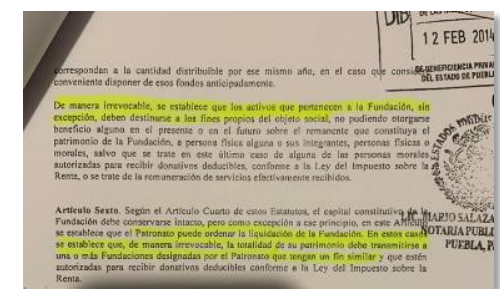 12 FEB 2014
DE BENEFICENCIA PRIVA
DEL ESTADO DE PUEBL
correspondan a la cantidad distribuible por ese mismo año, en el caso que consid
conveniente disponer de esos fondos anticipadamente.
De manera irrevocable, se establece que los activos que pertenecen a la Fundación, sin
excepción, deben destinarse a los fines propios del objeto social, no pudiendo otorgarse
beneficio alguno en el presente o en el futuro sobre el remanente que constituya el
patrimonio de la Fundación, a persona física alguna o sus integrantes, personas físicas o
morales, salvo que se trate en este último caso de alguna de las personas morales
autorizadas para recibir donativos deducibles, conforme a la Ley del Impuesto sobre la
Renta, o se trate de la remuneración de servicios efectivamente recibidos.
Artículo Sexto. Según el Artículo Cuarto de estos Estatutos, el capital constitutivo
Fundación debe conservarse intacto, pero como excepción a ese principio, en este Artículo
se establece que el Patronato puede ordenar la liquidación de la Fundación. En estos casos
se establece que, de manera irrevocable, la totalidad de su patrimonio debe transmitirse a
una o más Fundaciones designadas por el Patronato que tengan un fin similar y que estén
autorizadas para recibir donativos deducibles conforme a la Ley del Impuesto sobre la
Renta.
ESTADOS UNIDOS
LIC. MARIO SALAZA
NOTARIA PUBLI
PUEBLA, P